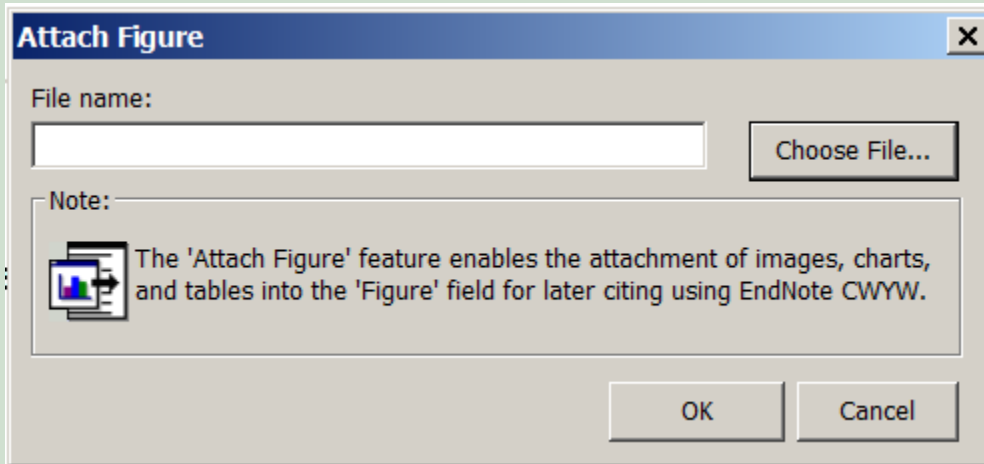 Attach Figure
File name:
Choose File...
Note:
The 'Attach Figure' feature enables the attachment of images, charts,
and tables into the 'Figure' field for later citing using EndNote CWYW.
OK
Cancel